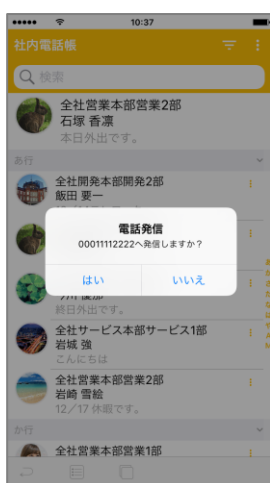 10:37
社内電話帳
検索
全社営業本部営業2部
石塚 香凛
本日外出です。
あ行
全社開発本部開発2部
飯田 要一
電話発信
00011112222へ発信しますか？
はい
いいえ
終日外出です。
全社サービス本部サービス1部
岩城 強
こんにちは
全社営業本部営業2部
岩崎 雪絵
12/17 休暇です。
か行
全社営業本部営業1部